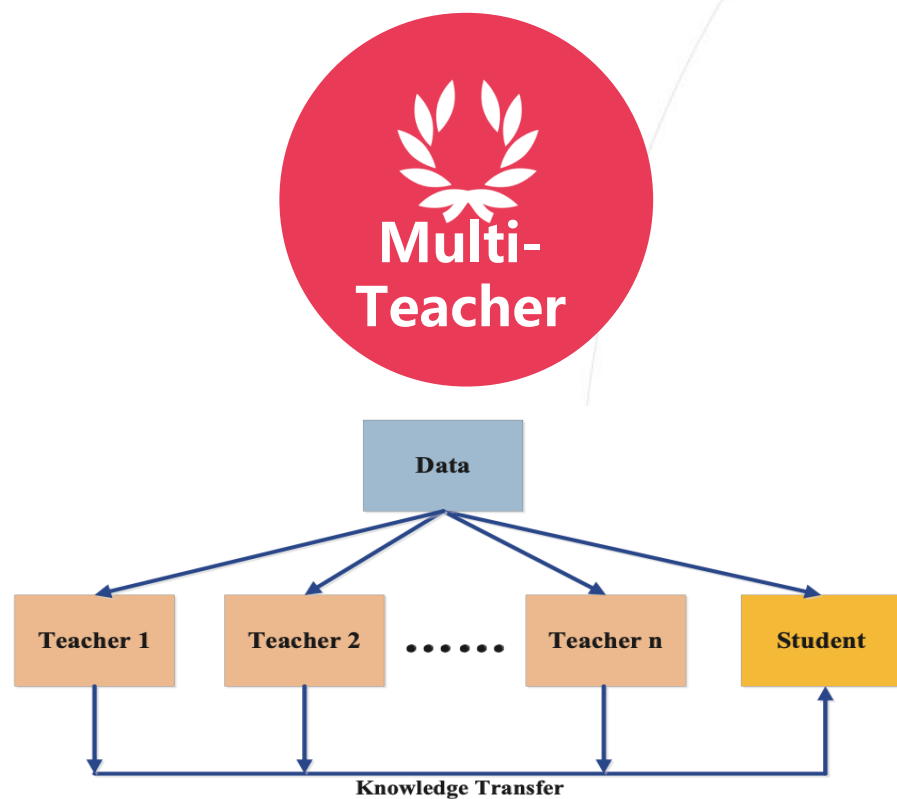 Multi-
Teacher
Data
Teacher 1
Teacher 2
......
Teacher n
Student
Knowledge Transfer